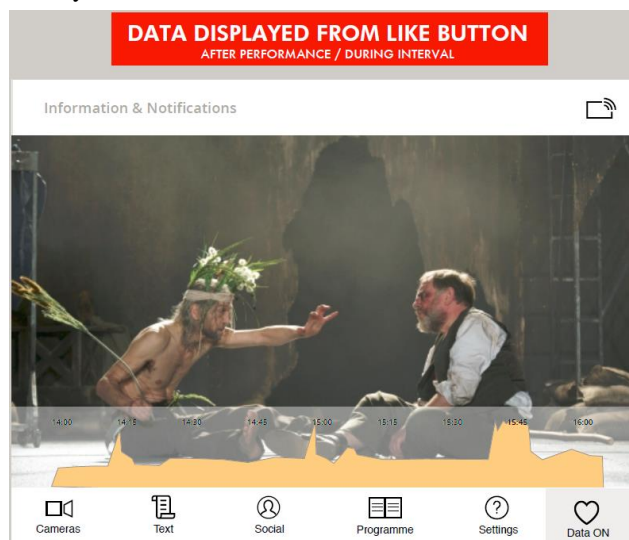 DATA DISPLAYED FROM LIKE BUTTON
AFTER PERFORMANCE / DURING INTERVAL
Information & Notifications
14:00 14:15 14:30 14:45 15:00 15:15 15:30 15:45 16:00
Cameras Text Social Programme Settings Data ON